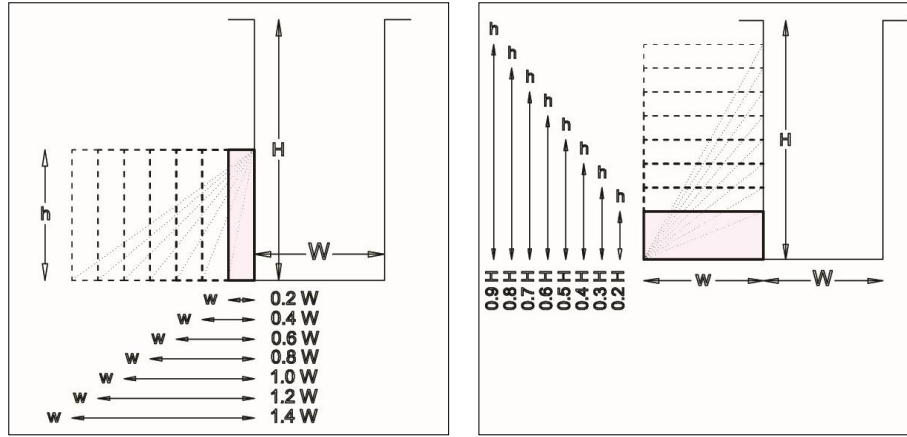 H
h
W
w 0.2 W
w 0.4 W
w 0.6 W
w 0.8 W
w 1.0 W
w 1.2 W
w 1.4 W
h
h
h
h
h
h
h
h
H
0.9 H
0.8 H
0.7 H
0.6 H
0.5 H
0.4 H
0.3 H
0.2 H
w
W